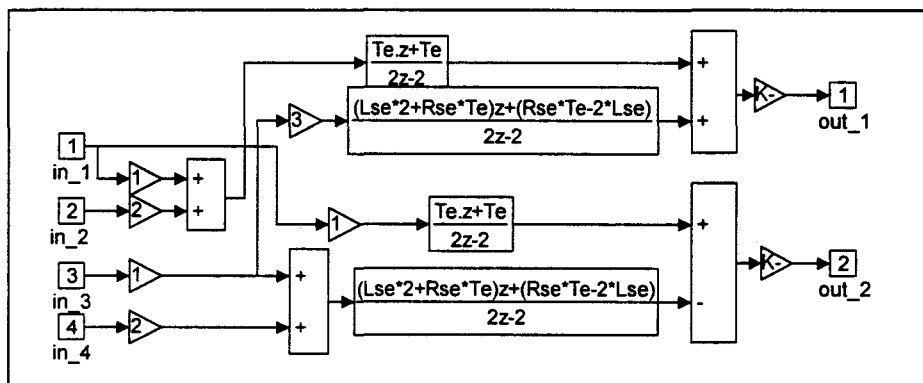 Te.z+Te
2z-2
+
(Lse*2+Rse*Te)z+(Rse*Te-2*Lse)
2z-2
3
+
K-
1
out_1
1
in_1
1
+
2
in_2
2
+
1
Te.z+Te
2z-2
+
3
in_3
1
+
(Lse*2+Rse*Te)z+(Rse*Te-2*Lse)
2z-2
-
K-
2
out_2
4
in_4
2
+